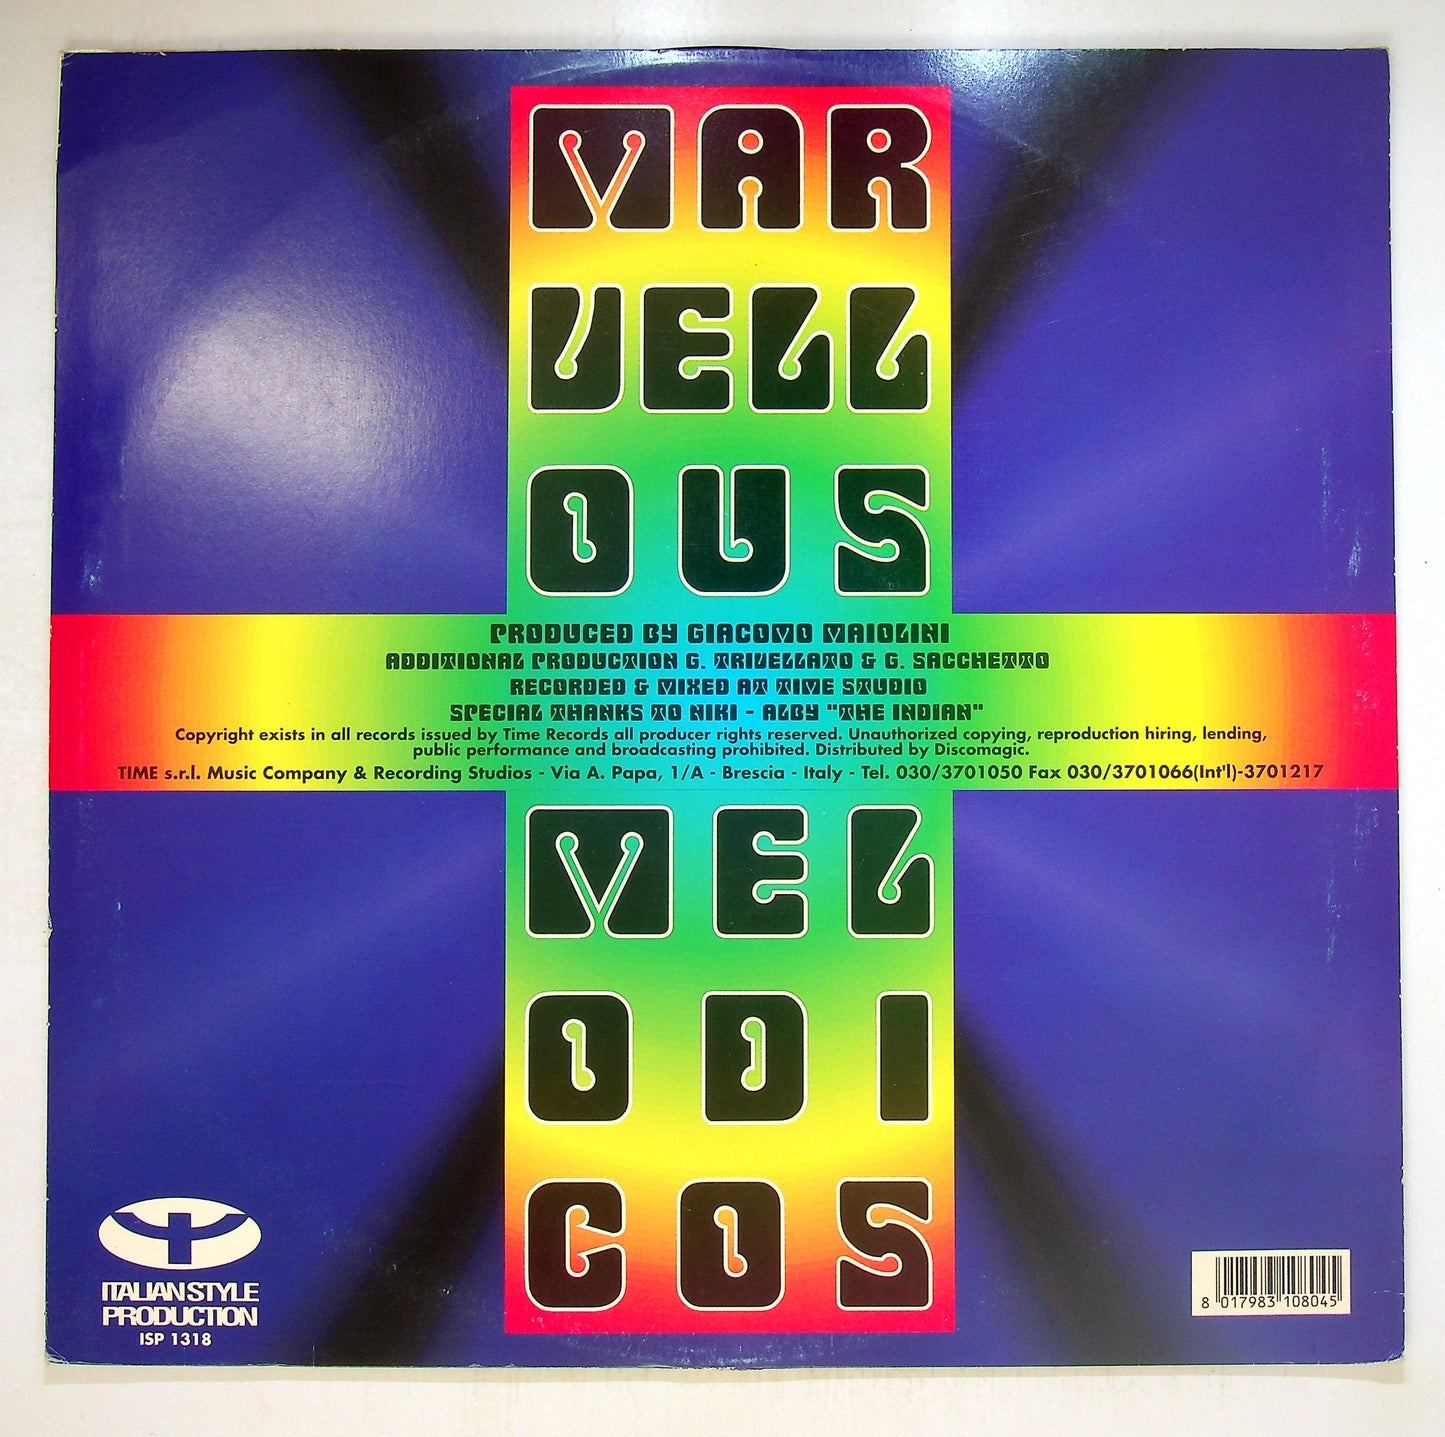 MAR
VELL
OUS
PRODUCED BY GIACOMO MAIOLINI
ADDITIONAL PRODUCTION G. TRIVELLATO & G. SACCHETTO
RECORDED & MIXED AT TIME STUDIO
SPECIAL THANKS TO NIKI - ALBY "THE INDIAN"
Copyright exists in all records issued by Time Records all producer rights reserved. Unauthorized copying, reproduction hiring, lending,
public performance and broadcasting prohibited. Distributed by Discomagic.
TIME s.r.l. Music Company & Recording Studios - Via A. Papa, 1/A - Brescia - Italy - Tel. 030/3701050 Fax 030/3701066(Int'l)-3701217
MEL
ODI
COS
ITALIAN STYLE
PRODUCTION
ISP 1318
8 017983 108045